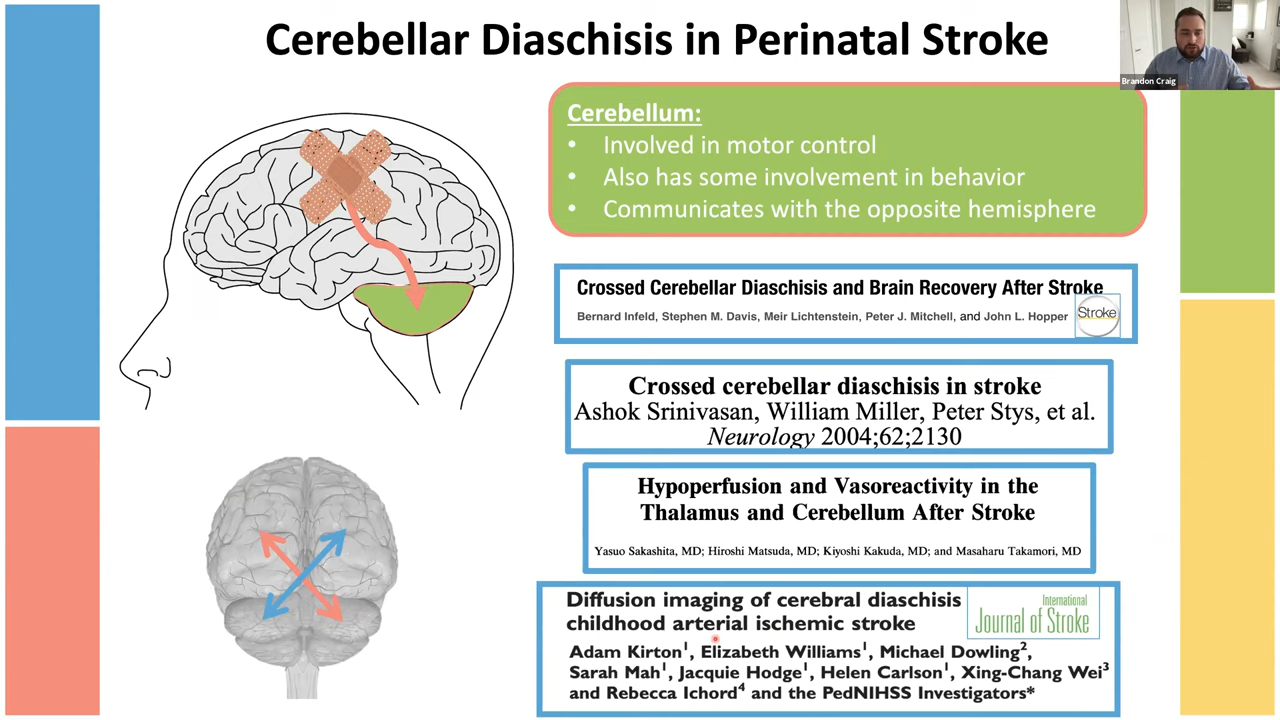 Cerebellar Diaschisis in Perinatal Stroke
Brandon Craig
Cerebellum:
• Involved in motor control
• Also has some involvement in behavior
• Communicates with the opposite hemisphere
Crossed Cerebellar Diaschisis and Brain Recovery After Stroke
Bernard Infeld, Stephen M. Davis, Meir Lichtenstein, Peter J. Mitchell, and John L. Hopper
Stroke
Crossed cerebellar diaschisis in stroke
Ashok Srinivasan, William Miller, Peter Stys, et al.
Neurology 2004;62;2130
Hypoperfusion and Vasoreactivity in the
Thalamus and Cerebellum After Stroke
Yasuo Sakashita, MD; Hiroshi Matsuda, MD; Kiyoshi Kakuda, MD; and Masaharu Takamori, MD
Diffusion imaging of cerebral diaschisis
childhood arterial ischemic stroke
International
Journal of Stroke
Adam Kirton¹, Elizabeth Williams¹, Michael Dowling²,
Sarah Mah¹, Jacquie Hodge¹, Helen Carlson¹, Xing-Chang Wei³
and Rebecca Ichord⁴ and the PedNIHSS Investigators*